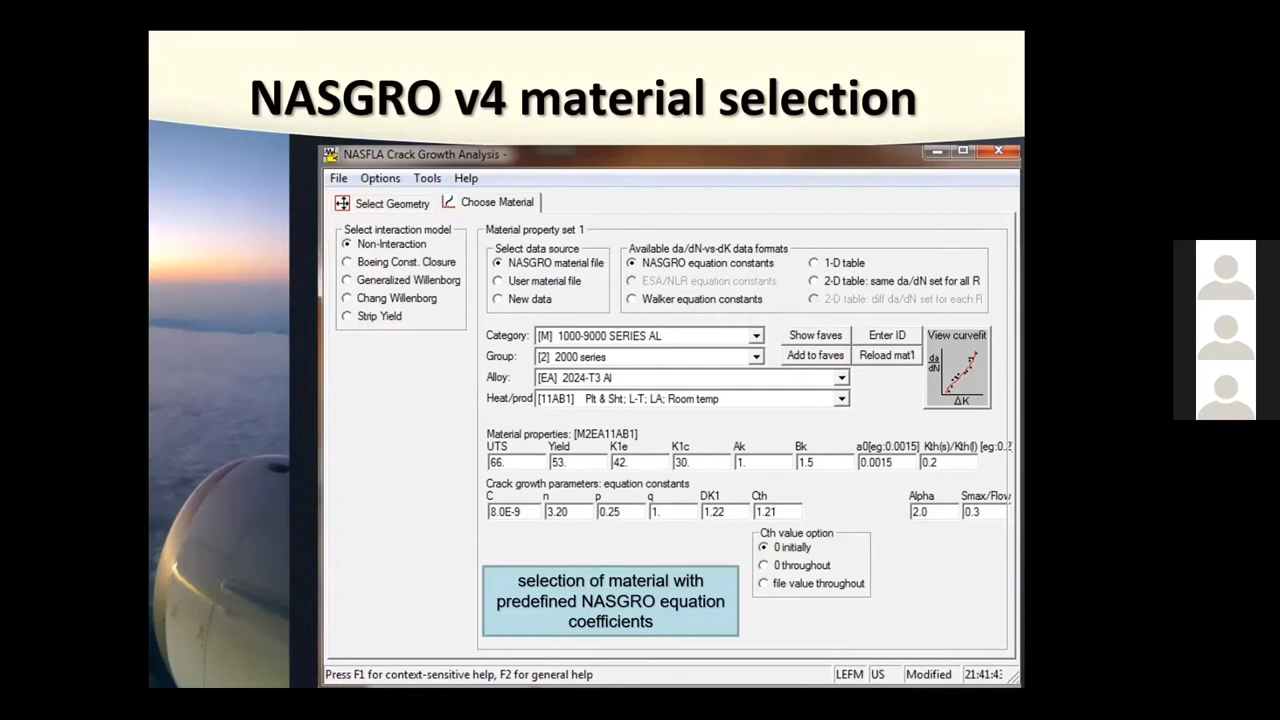 NASGRO v4 material selection
NASFLA Crack Growth Analysis -
File Options Tools Help
Select Geometry Choose Material
Select interaction model
Non-Interaction
Boeing Const. Closure
Generalized Willenborg
Chang Willenborg
Strip Yield
Material property set 1
Select data source
NASGRO material file
User material file
New data
Available da/dN-vs-dK data formats
NASGRO equation constants
ESA/NLR equation constants
Walker equation constants
1-D table
2-D table: same da/dN set for all R
2-D table: diff da/dN set for each R
Category: [M] 1000-9000 SERIES AL
Group: [2] 2000 series
Alloy: [EA] 2024-T3 Al
Heat/prod [11AB1] Plt & Sht; L-T; LA; Room temp
Show faves Enter ID
Add to faves Reload mat1
View curvefit
da
dN
ΔK
Material properties: [M2EA11AB1]
UTS Yield K1e K1c Ak Bk a0[eg:0.0015] Kth(s)/Kth(l) [eg:0.2
66. 53. 42. 30. 1. 1.5 0.0015 0.2
Crack growth parameters: equation constants
C n p q DK1 Cth Alpha Smax/Flow
8.0E-9 3.20 0.25 1. 1.22 1.21 2.0 0.3
Cth value option
0 initially
0 throughout
file value throughout
selection of material with
predefined NASGRO equation
coefficients
Press F1 for context-sensitive help, F2 for general help LEFM US Modified 21:41:4